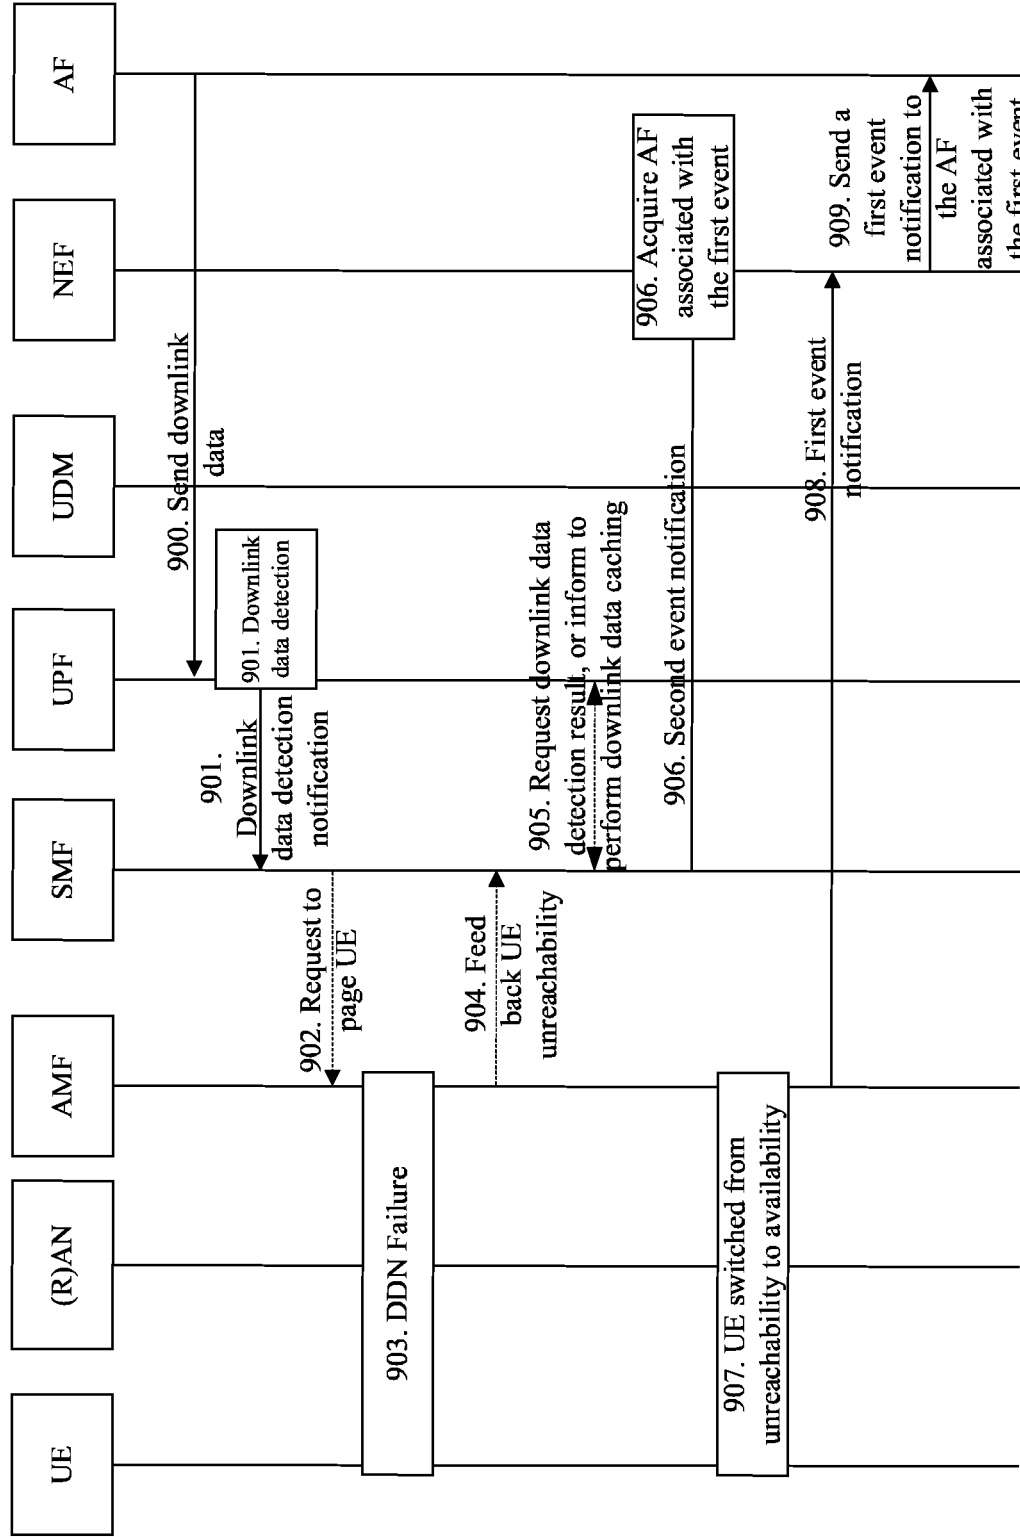 UE
(R)AN
AMF
SMF
UPF
UDM
NEF
AF
900. Send downlink
data
901. Downlink
data detection
901.
Downlink
data detection
notification
902. Request to
page UE
903. DDN Failure
904. Feed
back UE
unreachability
905. Request downlink data
detection result, or inform to
perform downlink data caching
906. Second event notification
906. Acquire AF
associated with
the first event
907. UE switched from
unreachability to availability
908. First event
notification
909. Send a
first event
notification to
the AF
associated with
the first event